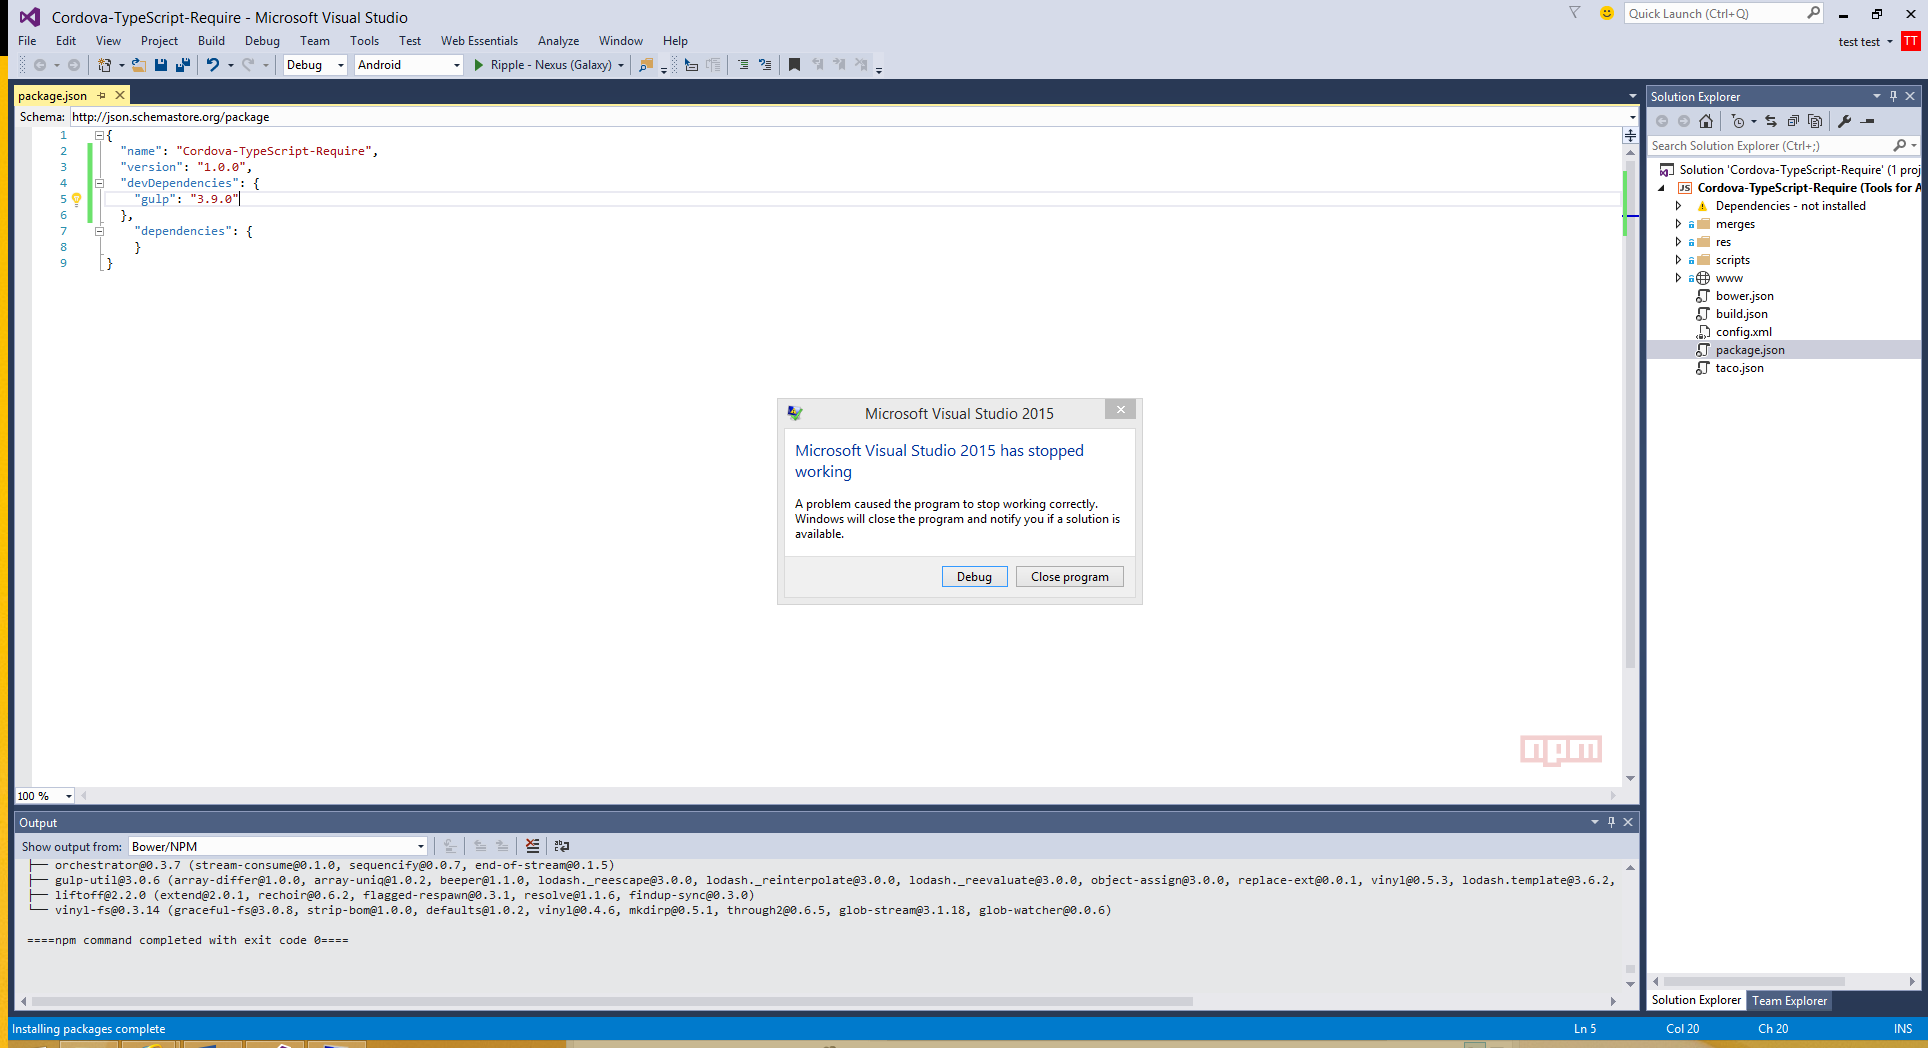 Cordova-TypeScript-Require - Microsoft Visual Studio
Quick Launch (Ctrl+Q)
File Edit View Project Build Debug Team Tools Test Web Essentials Analyze Window Help
test test TT
Debug Android Ripple - Nexus (Galaxy)
package.json
Schema: http://json.schemastore.org/package
1 {
2 "name": "Cordova-TypeScript-Require",
3 "version": "1.0.0",
4 "devDependencies": {
5 "gulp": "3.9.0"
6 },
7 "dependencies": {
8 }
9 }
Solution Explorer
Search Solution Explorer (Ctrl+;)
Solution 'Cordova-TypeScript-Require' (1 proj
JS Cordova-TypeScript-Require (Tools for A
Dependencies - not installed
merges
res
scripts
www
bower.json
build.json
config.xml
package.json
taco.json
Microsoft Visual Studio 2015
Microsoft Visual Studio 2015 has stopped
working
A problem caused the program to stop working correctly.
Windows will close the program and notify you if a solution is
available.
Debug Close program
npm
100 %
Output
Show output from: Bower/NPM
├── orchestrator@0.3.7 (stream-consume@0.1.0, sequencify@0.0.7, end-of-stream@0.1.5)
├── gulp-util@3.0.6 (array-differ@1.0.0, array-uniq@1.0.2, beeper@1.1.0, lodash._reescape@3.0.0, lodash._reinterpolate@3.0.0, lodash._reevaluate@3.0.0, object-assign@3.0.0, replace-ext@0.0.1, vinyl@0.5.3, lodash.template@3.6.2,
├── liftoff@2.2.0 (extend@2.0.1, rechoir@0.6.2, flagged-respawn@0.3.1, resolve@1.1.6, findup-sync@0.3.0)
└── vinyl-fs@0.3.14 (graceful-fs@3.0.8, strip-bom@1.0.0, defaults@1.0.2, vinyl@0.4.6, mkdirp@0.5.1, through2@0.6.5, glob-stream@3.1.18, glob-watcher@0.0.6)
====npm command completed with exit code 0====
Solution Explorer Team Explorer
Installing packages complete
Ln 5 Col 20 Ch 20 INS